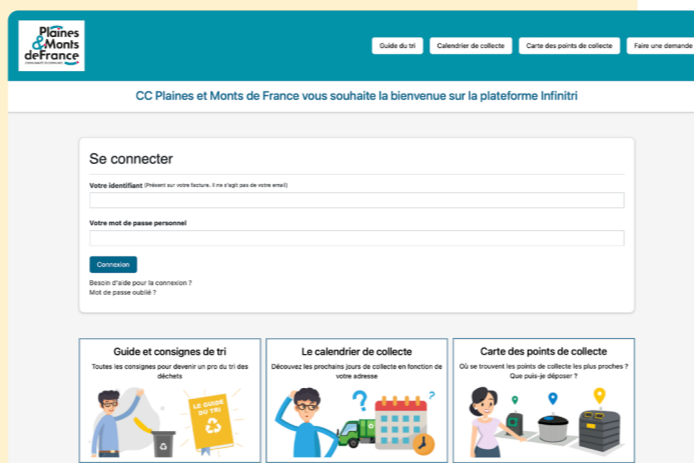 Plaines
&Monts
deFrance
Guide du tri
Calendrier de collecte
Carte des points de collecte
Faire une demande
CC Plaines et Monts de France vous souhaite la bienvenue sur la plateforme Infinitri
Se connecter
Votre identifiant (Présent sur votre facture. Il ne s'agit pas de votre email)
Votre mot de passe personnel
Connexion
Besoin d'aide pour la connexion ?
Mot de passe oublié ?
Guide et consignes de tri
Toutes les consignes pour devenir un pro du tri des
déchets
LE GUIDE
DU TRI
Le calendrier de collecte
Découvez les prochains jours de collecte en fonction de
votre adresse
? ?
Carte des points de collecte
Où se trouvent les points de collecte les plus proches ?
Que puis-je déposer ?